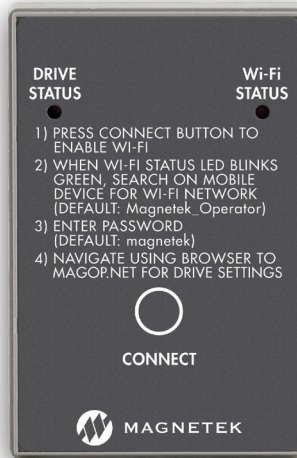 DRIVE STATUS
Wi-Fi STATUS
1) PRESS CONNECT BUTTON TO
ENABLE WI-FI
2) WHEN WI-FI STATUS LED BLINKS
GREEN, SEARCH ON MOBILE
DEVICE FOR WI-FI NETWORK
(DEFAULT: Magnetek_Operator)
3) ENTER PASSWORD
(DEFAULT: magnetek)
4) NAVIGATE USING BROWSER TO
MAGOP.NET FOR DRIVE SETTINGS
CONNECT
MAGNETEK